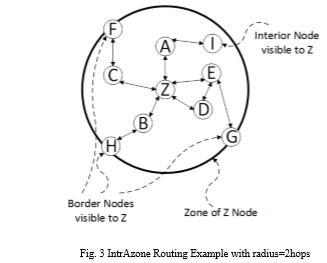 F
A
I
Interior Node
visible to Z
C
Z
E
D
B
G
H
Border Nodes
visible to Z
Zone of Z Node
Fig. 3 IntrAzone Routing Example with radius=2hops